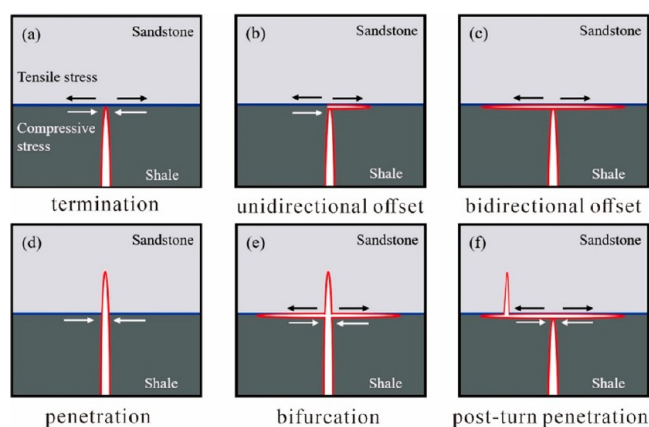 (a) Sandstone
Tensile stress
Compressive
stress
Shale
termination
(b) Sandstone
Shale
unidirectional offset
(c) Sandstone
Shale
bidirectional offset
(d) Sandstone
Shale
penetration
(e) Sandstone
Shale
bifurcation
(f) Sandstone
Shale
post-turn penetration